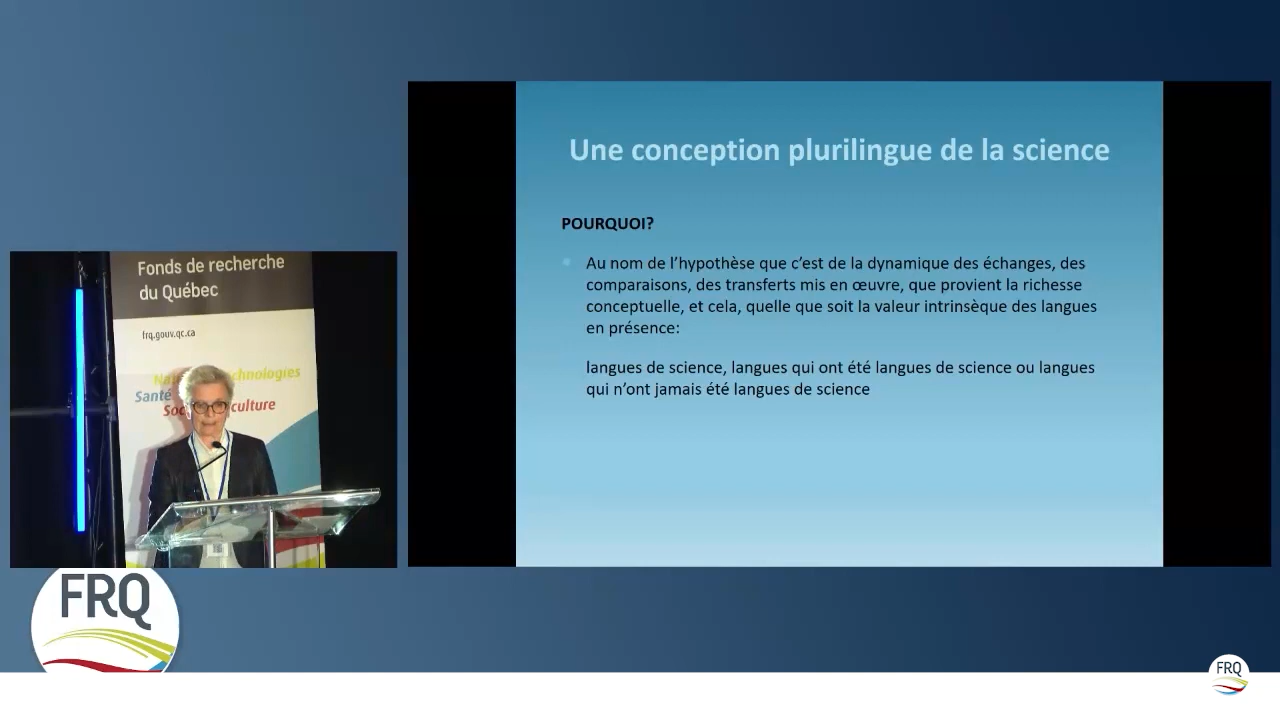 Une conception plurilingue de la science
POURQUOI?
Au nom de l’hypothèse que c’est de la dynamique des échanges, des
comparaisons, des transferts mis en œuvre, que provient la richesse
conceptuelle, et cela, quelle que soit la valeur intrinsèque des langues
en présence:
langues de science, langues qui ont été langues de science ou langues
qui n’ont jamais été langues de science
Fonds de recherche
du Québec
frq.gouv.qc.ca
Santé
culture
FRQ
FRQ